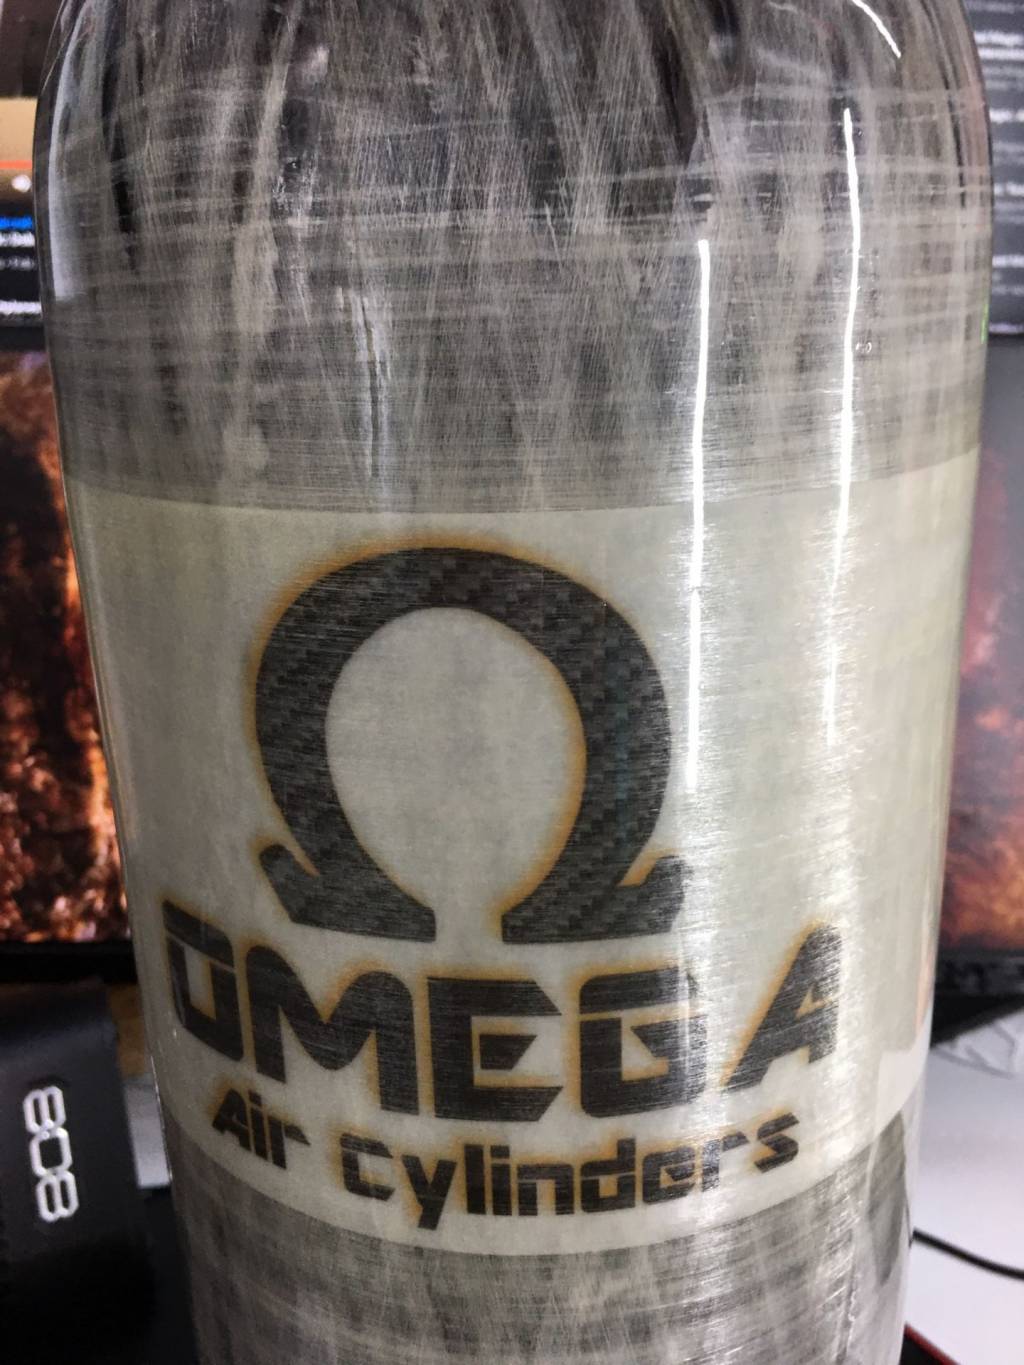 Ω
OMEGA
Air Cylinders
808